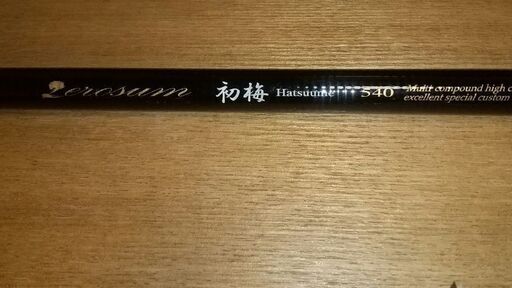 Zerosum 初梅 Hatsuume 540 Multi compound high c
excellent special custom